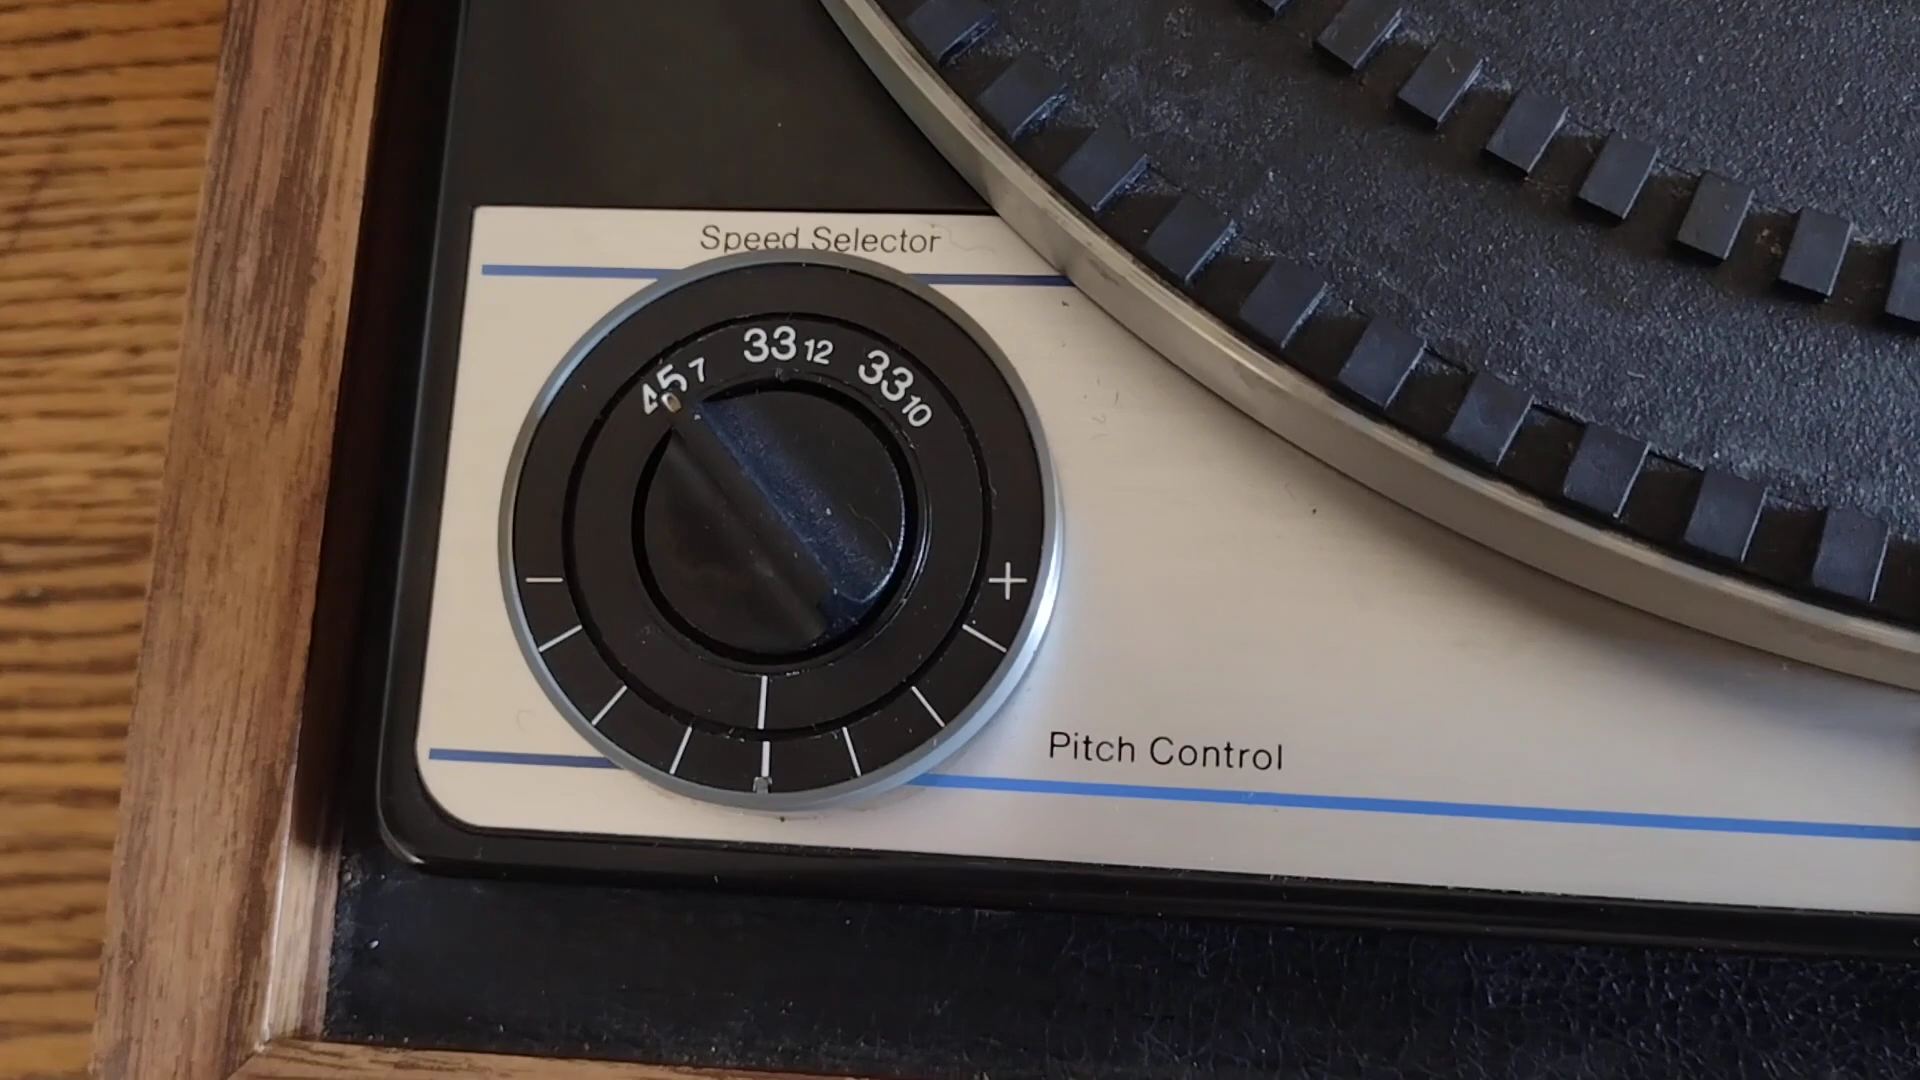 Speed Selector
45 7 33 12 33 10
− +
Pitch Control